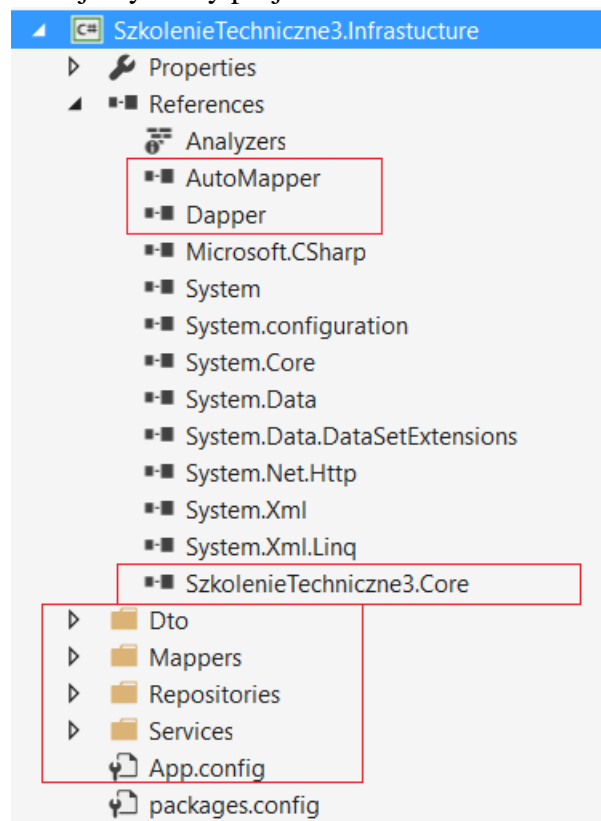 C# SzkolenieTechniczne3.Infrastucture
Properties
References
Analyzers
AutoMapper
Dapper
Microsoft.CSharp
System
System.configuration
System.Core
System.Data
System.Data.DataSetExtensions
System.Net.Http
System.Xml
System.Xml.Linq
SzkolenieTechniczne3.Core
Dto
Mappers
Repositories
Services
App.config
packages.config